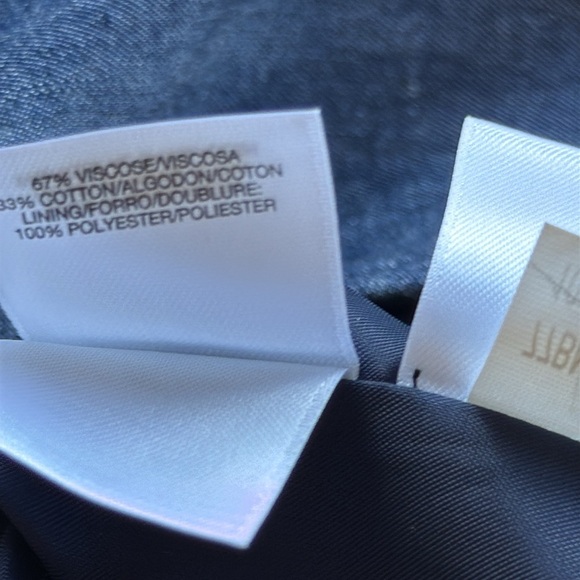 67% VISCOSE/VISCOSA
33% COTTON/ALGODON/COTON
LINING/FORRO/DOUBLURE:
100% POLYESTER/POLIESTER